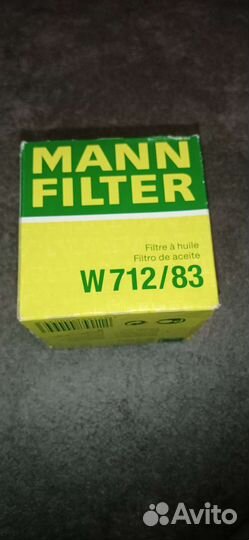 MANN
FILTER
Filtre à huile
Filtro de aceite
W 712/83
Avito